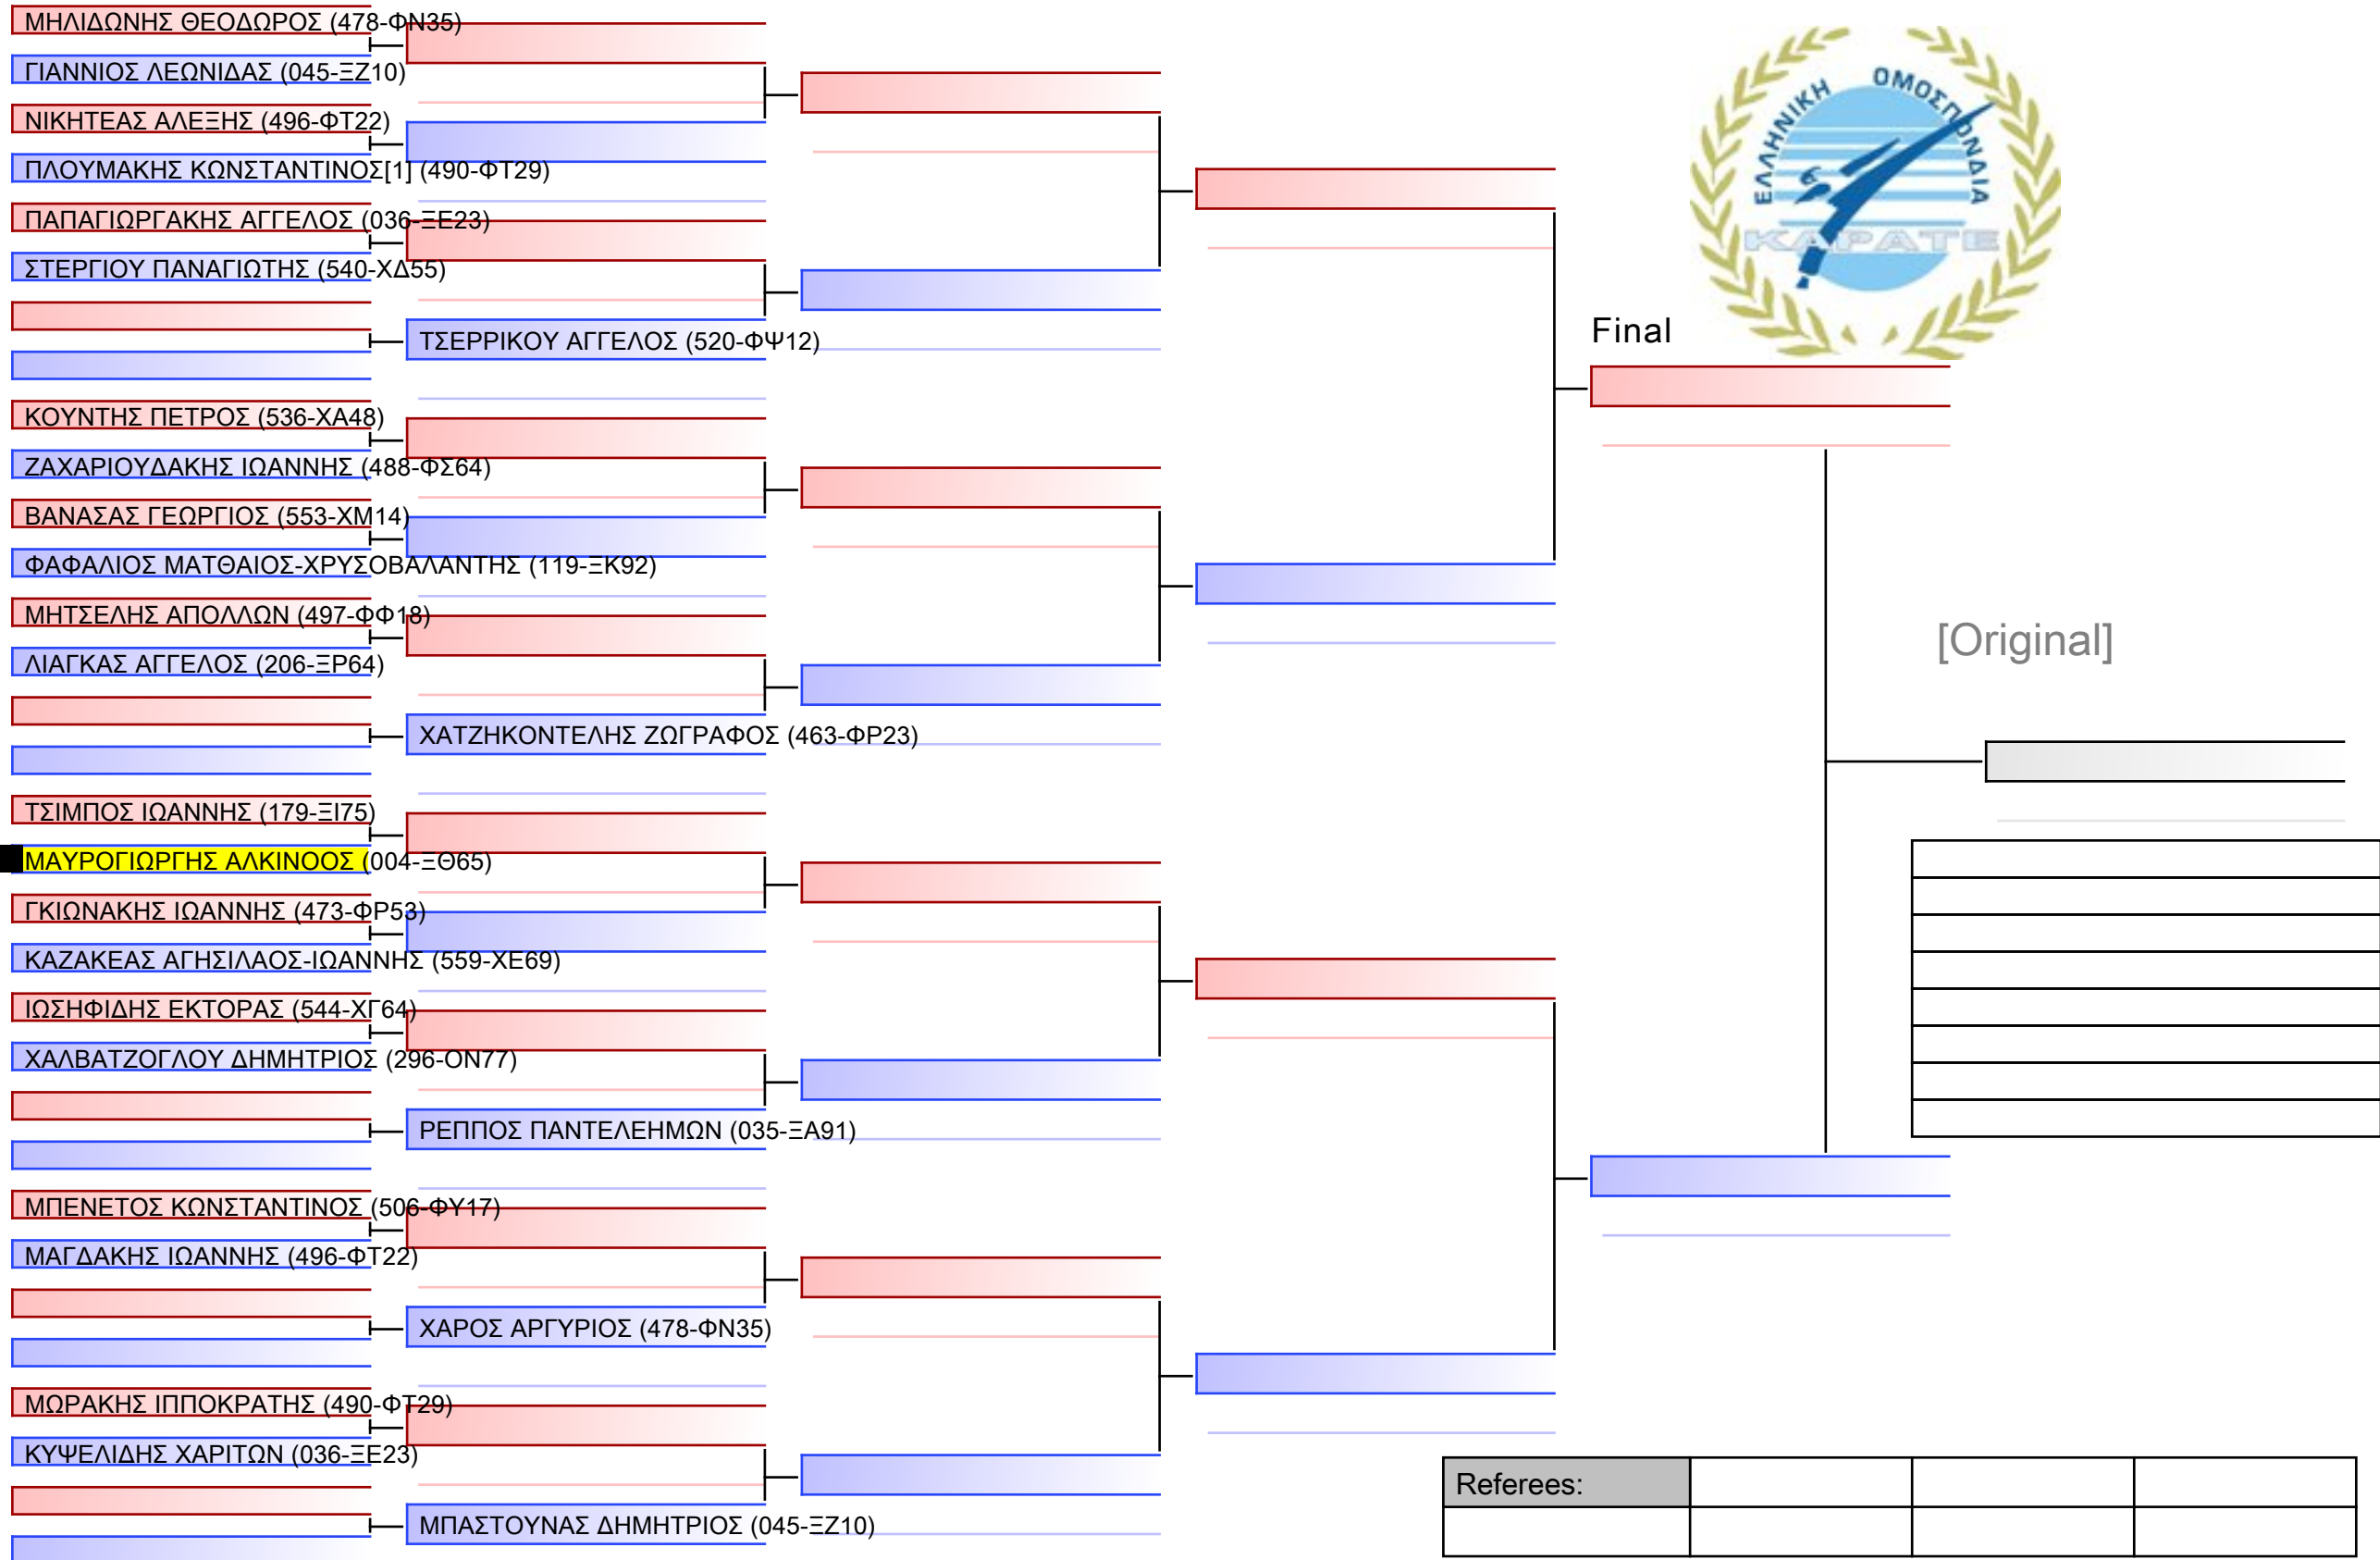 ΜΗΛΙΔΩΝΗΣ ΘΕΟΔΩΡΟΣ (478-ΦΝ35)
ΓΙΑΝΝΙΟΣ ΛΕΩΝΙΔΑΣ (045-ΞΖ10)
ΝΙΚΗΤΕΑΣ ΑΛΕΞΗΣ (496-ΦΤ22)
ΠΛΟΥΜΑΚΗΣ ΚΩΝΣΤΑΝΤΙΝΟΣ[1] (490-ΦΤ29)
ΠΑΠΑΓΙΩΡΓΑΚΗΣ ΑΓΓΕΛΟΣ (036-ΞΕ23)
ΣΤΕΡΓΙΟΥ ΠΑΝΑΓΙΩΤΗΣ (540-ΧΔ55)
ΤΣΕΡΡΙΚΟΥ ΑΓΓΕΛΟΣ (520-ΦΨ12)
ΚΟΥΝΤΗΣ ΠΕΤΡΟΣ (536-ΧΑ48)
ΖΑΧΑΡΙΟΥΔΑΚΗΣ ΙΩΑΝΝΗΣ (488-ΦΣ64)
ΒΑΝΑΣΑΣ ΓΕΩΡΓΙΟΣ (553-ΧΜ14)
ΦΑΦΑΛΙΟΣ ΜΑΤΘΑΙΟΣ-ΧΡΥΣΟΒΑΛΑΝΤΗΣ (119-ΞΚ92)
ΜΗΤΣΕΛΗΣ ΑΠΟΛΛΩΝ (497-ΦΦ18)
ΛΙΑΓΚΑΣ ΑΓΓΕΛΟΣ (206-ΞΡ64)
ΧΑΤΖΗΚΟΝΤΕΛΗΣ ΖΩΓΡΑΦΟΣ (463-ΦΡ23)
ΤΣΙΜΠΟΣ ΙΩΑΝΝΗΣ (179-ΞΙ75)
ΜΑΥΡΟΓΙΩΡΓΗΣ ΑΛΚΙΝΟΟΣ (004-ΞΘ65)
ΓΚΙΩΝΑΚΗΣ ΙΩΑΝΝΗΣ (473-ΦΡ53)
ΚΑΖΑΚΕΑΣ ΑΓΗΣΙΛΑΟΣ-ΙΩΑΝΝΗΣ (559-ΧΕ69)
ΙΩΣΗΦΙΔΗΣ ΕΚΤΟΡΑΣ (544-ΧΓ64)
ΧΑΛΒΑΤΖΟΓΛΟΥ ΔΗΜΗΤΡΙΟΣ (296-ΟΝ77)
ΡΕΠΠΟΣ ΠΑΝΤΕΛΕΗΜΩΝ (035-ΞΑ91)
ΜΠΕΝΕΤΟΣ ΚΩΝΣΤΑΝΤΙΝΟΣ (506-ΦΥ17)
ΜΑΓΔΑΚΗΣ ΙΩΑΝΝΗΣ (496-ΦΤ22)
ΧΑΡΟΣ ΑΡΓΥΡΙΟΣ (478-ΦΝ35)
ΜΩΡΑΚΗΣ ΙΠΠΟΚΡΑΤΗΣ (490-ΦΤ29)
ΚΥΨΕΛΙΔΗΣ ΧΑΡΙΤΩΝ (036-ΞΕ23)
ΜΠΑΣΤΟΥΝΑΣ ΔΗΜΗΤΡΙΟΣ (045-ΞΖ10)
ΕΛΛΗΝΙΚΗ ΟΜΟΣΠΟΝΔΙΑ
ΚΑΡΑΤΕ
Final
[Original]
Referees: